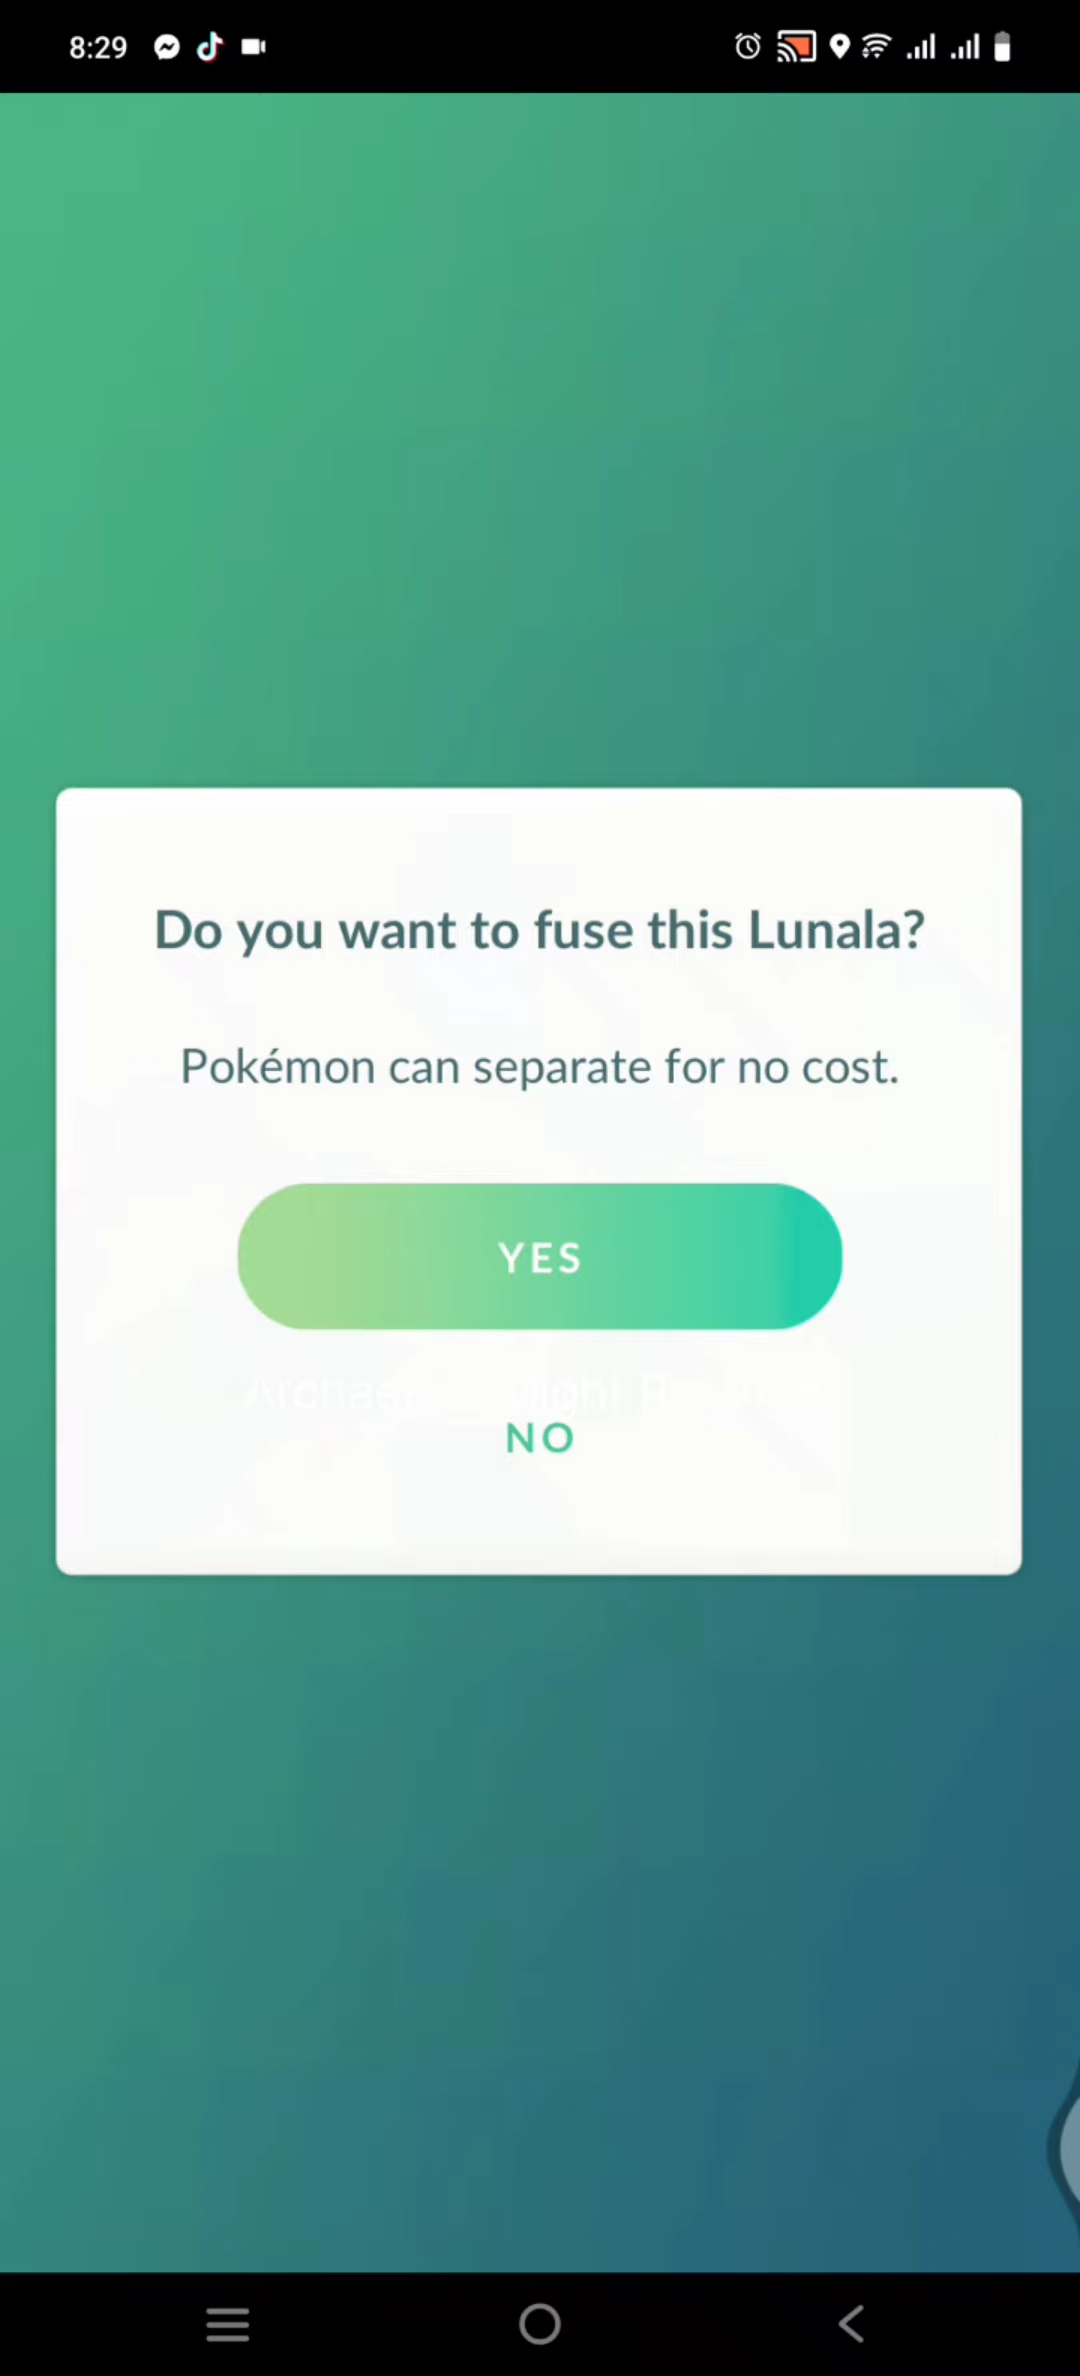 8:29
Do you want to fuse this Lunala?
Pokémon can separate for no cost.
YES
NO